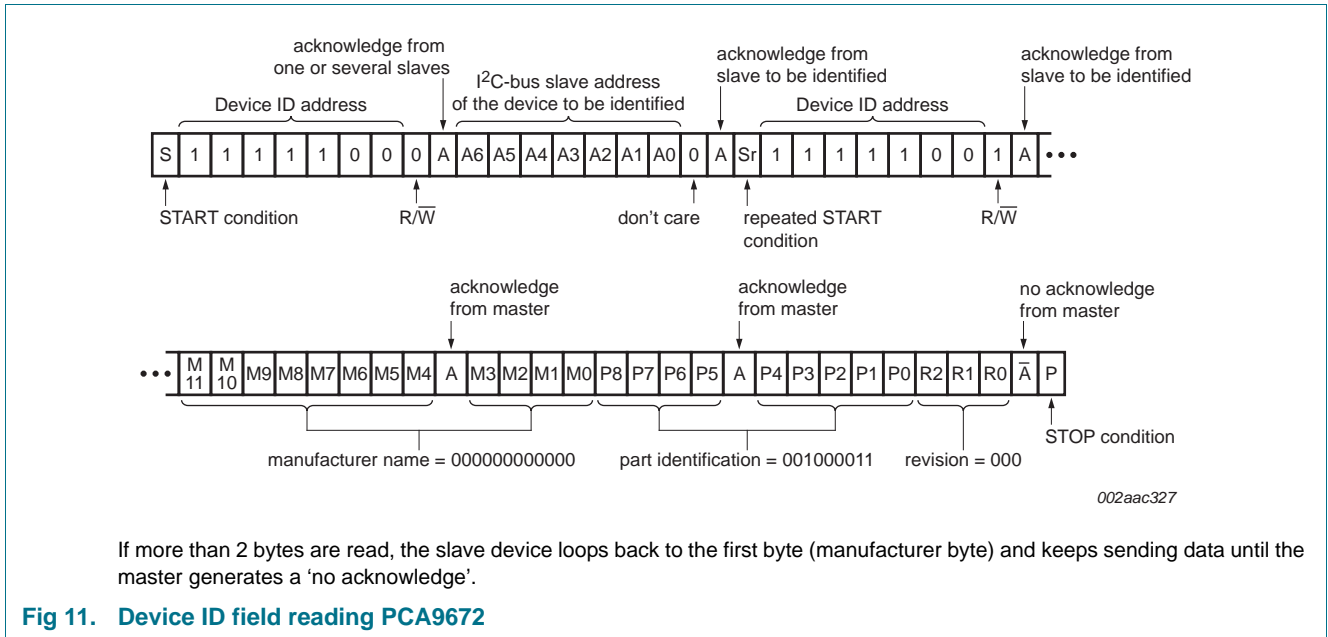 acknowledge from
one or several slaves
I2C-bus slave address
of the device to be identified
acknowledge from
slave to be identified
acknowledge from
slave to be identified
Device ID address
Device ID address
S 1 1 1 1 1 0 0 0 A A6 A5 A4 A3 A2 A1 A0 0 A Sr 1 1 1 1 1 0 0 1 A •••
START condition
R/W̅
don't care
repeated START
condition
R/W̅
acknowledge
from master
acknowledge
from master
no acknowledge
from master
••• M11 M10 M9 M8 M7 M6 M5 M4 A M3 M2 M1 M0 P8 P7 P6 P5 A P4 P3 P2 P1 P0 R2 R1 R0 A̅ P
STOP condition
manufacturer name = 000000000000
part identification = 001000011
revision = 000
002aac327
If more than 2 bytes are read, the slave device loops back to the first byte (manufacturer byte) and keeps sending data until the
master generates a ‘no acknowledge’.
Fig 11. Device ID field reading PCA9672